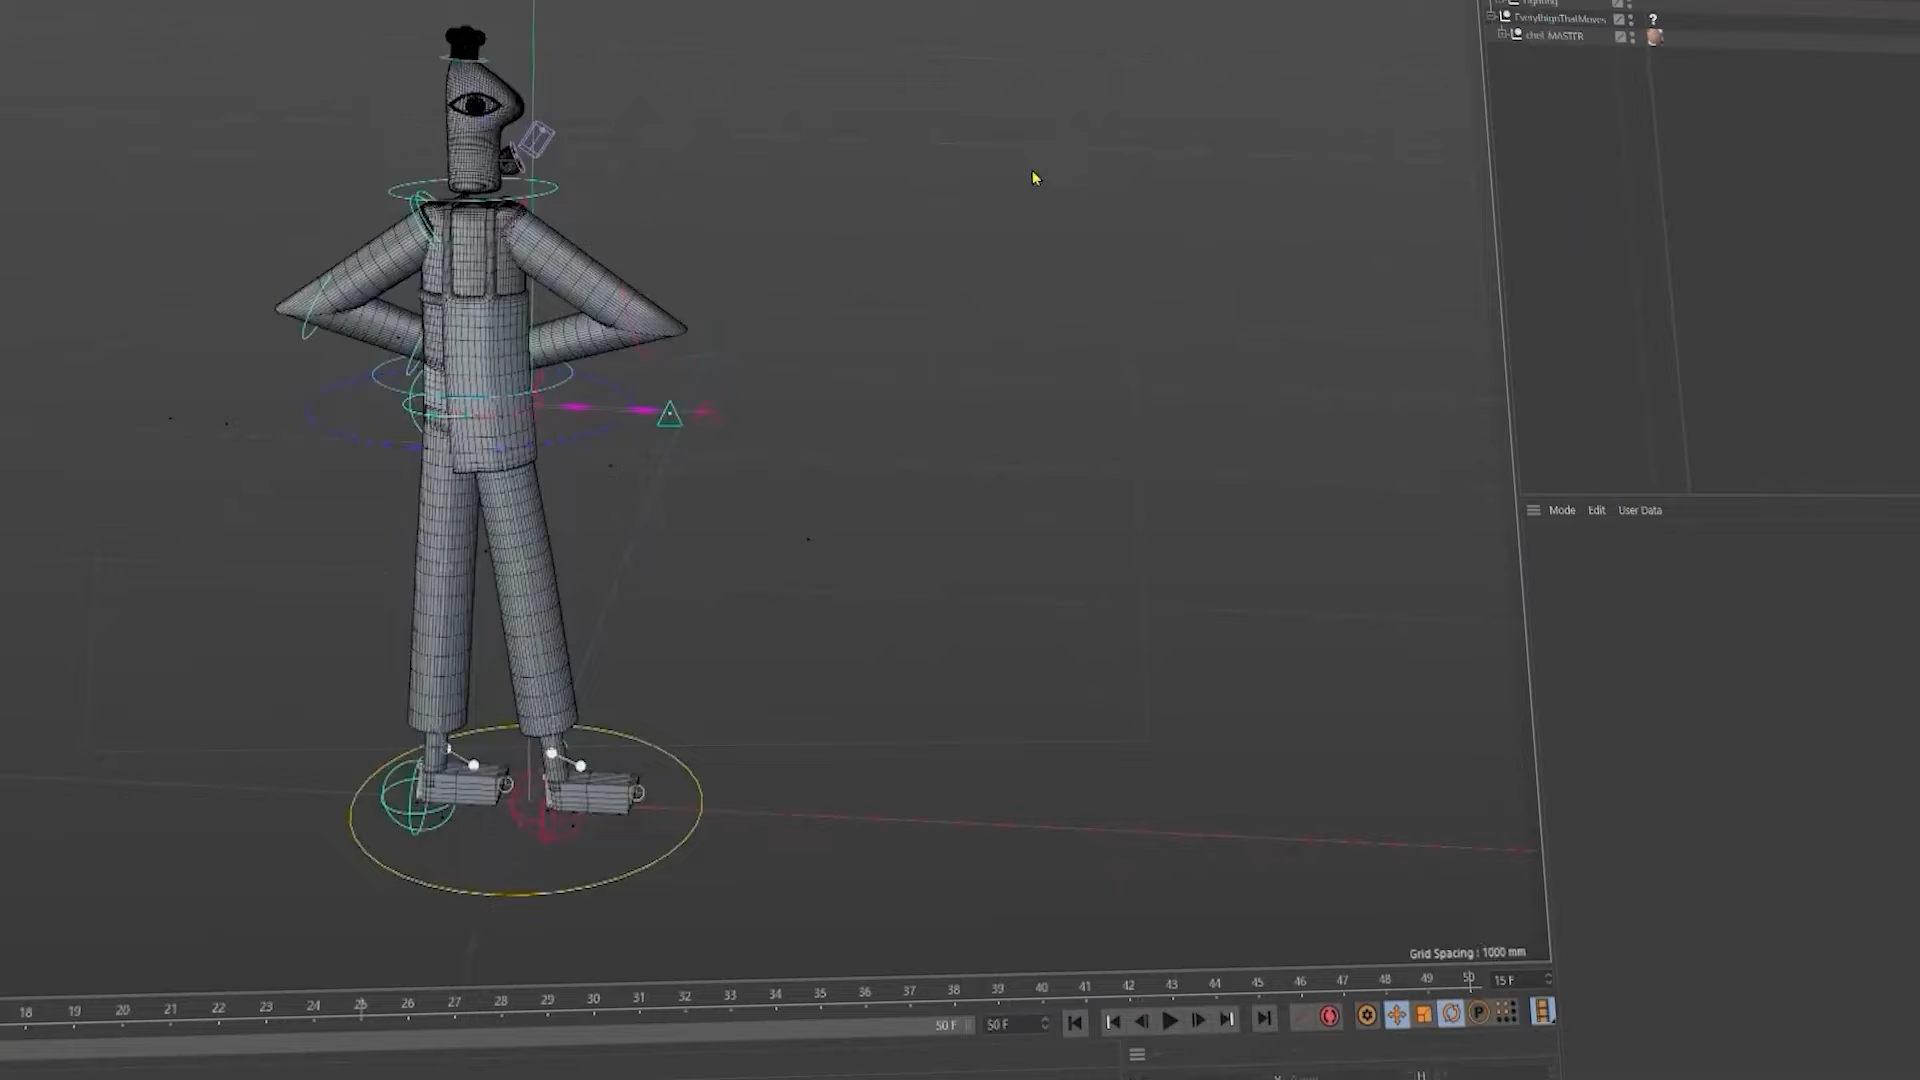 Lighting
EverythignThatMoves
?
chef_MASTER
Mode Edit User Data
Grid Spacing : 1000 mm
18 19 20 21 22 23 24 25 26 27 28 29 30 31 32 33 34 35 36 37 38 39 40 41 42 43 44 45 46 47 48 49 50 15 F
50 F 50 F P